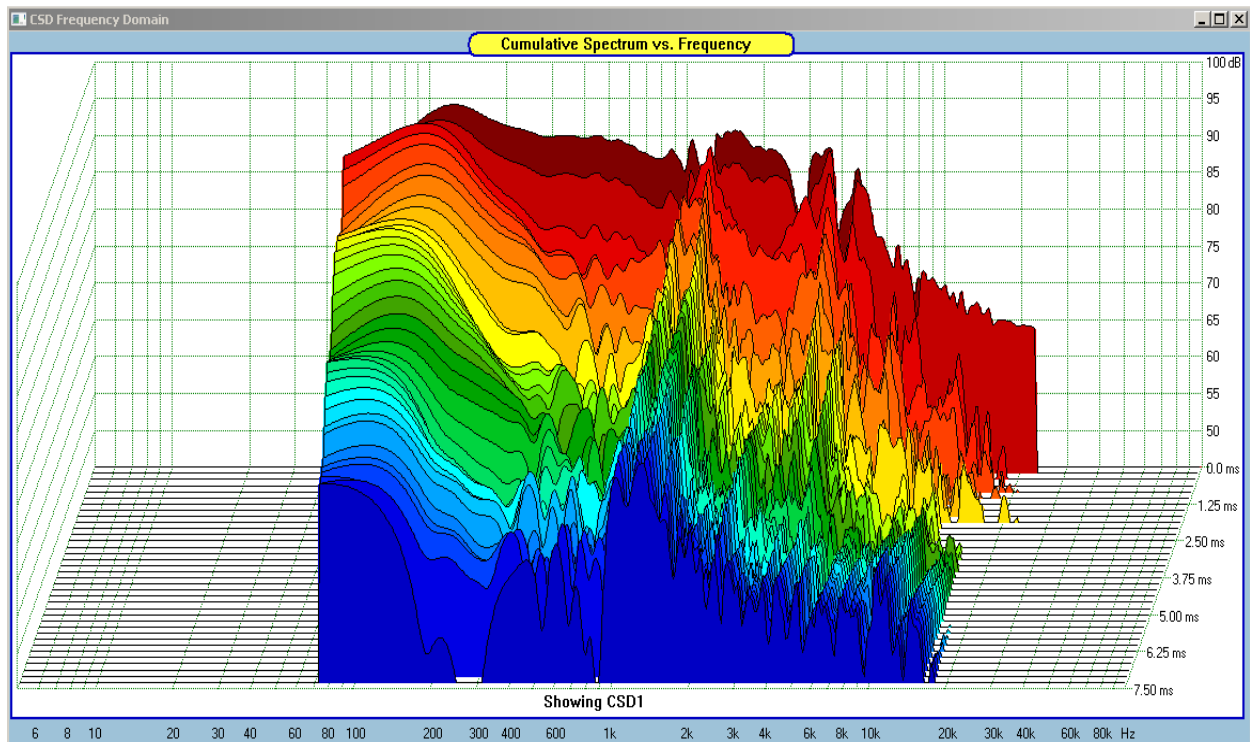 CSD Frequency Domain
Cumulative Spectrum vs. Frequency
100 dB
95
90
85
80
75
70
65
60
55
50
0.0 ms
1.25 ms
2.50 ms
3.75 ms
5.00 ms
6.25 ms
7.50 ms
Showing CSD1
6 8 10 20 30 40 60 80 100 200 300 400 600 1k 2k 3k 4k 6k 8k 10k 20k 30k 40k 60k 80k Hz